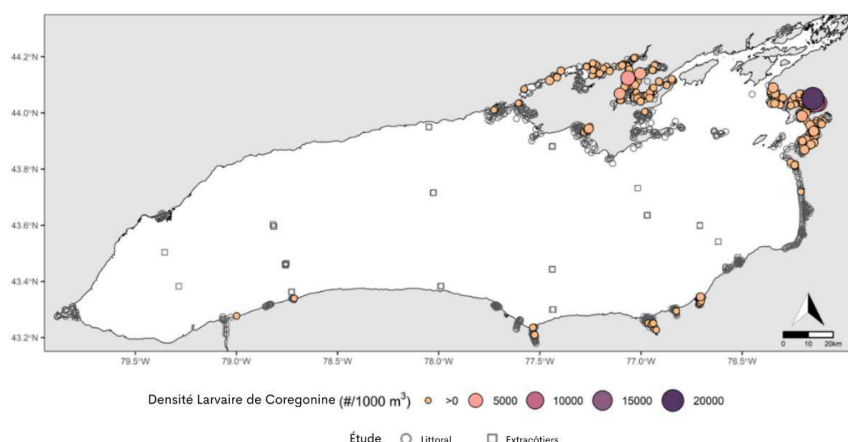 44.2°N
44.0°N
43.8°N
43.6°N
43.4°N
43.2°N
79.5°W 79.0°W 78.5°W 78.0°W 77.5°W 77.0°W 76.5°W
0 10 20km
Densité Larvaire de Coregonine (#/1000 m³) >0 5000 10000 15000 20000
Étude Littoral Extracôtiers